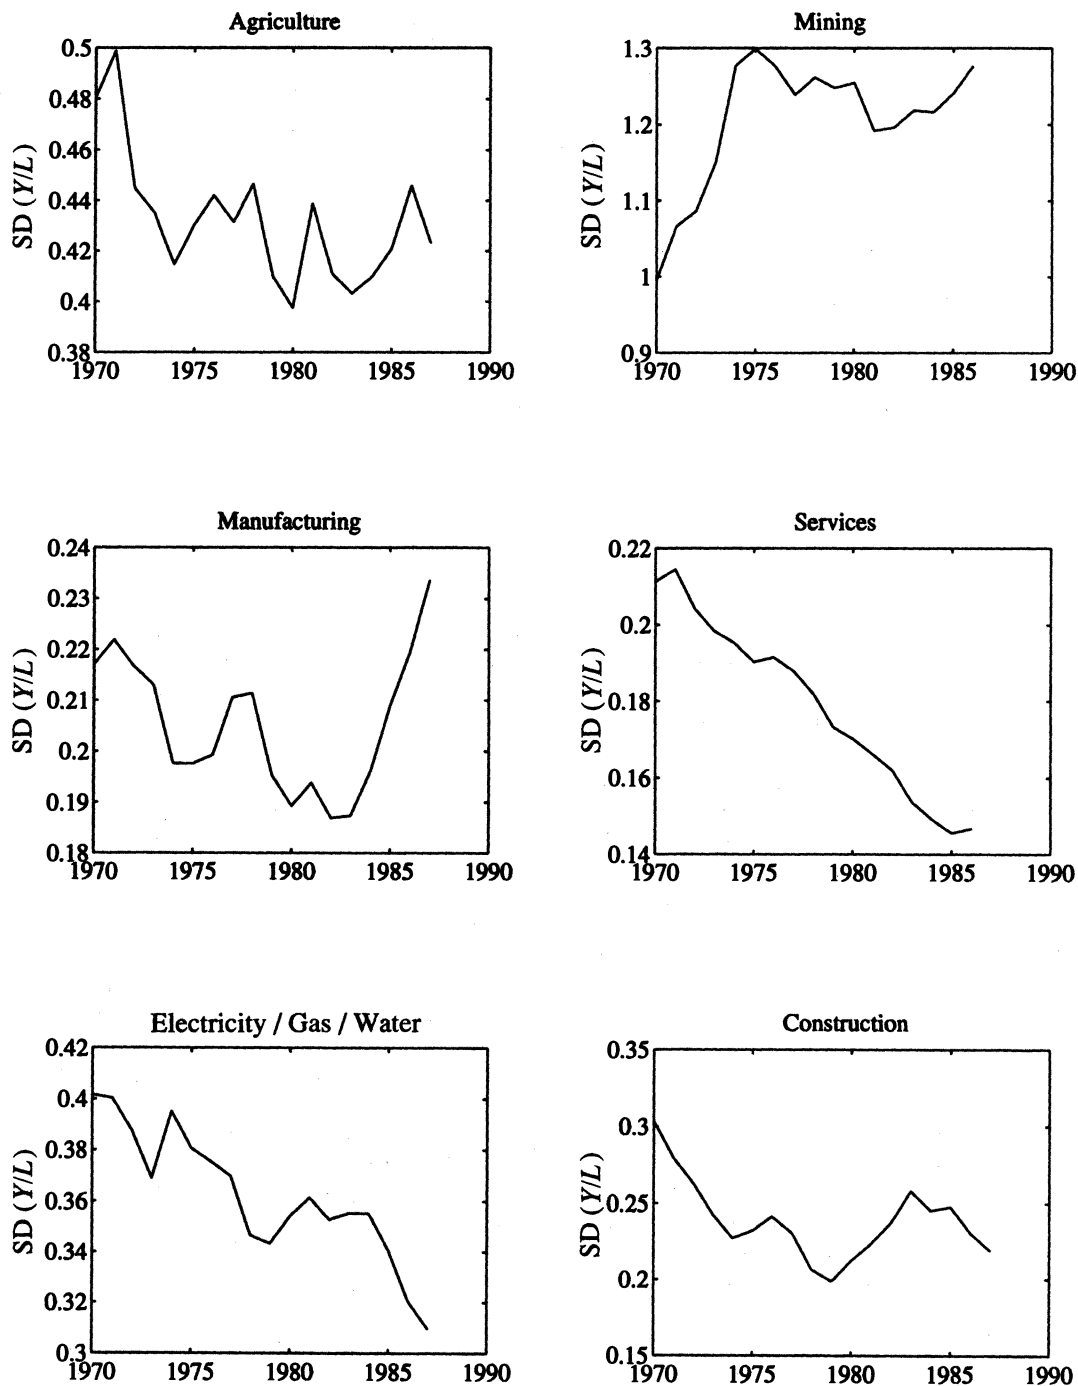 Agriculture
SD (Y/L)
0.5
0.48
0.46
0.44
0.42
0.4
0.38
1970 1975 1980 1985 1990
Mining
SD (Y/L)
1.3
1.2
1.1
1
0.9
1970 1975 1980 1985 1990
Manufacturing
SD (Y/L)
0.24
0.23
0.22
0.21
0.2
0.19
0.18
1970 1975 1980 1985 1990
Services
SD (Y/L)
0.22
0.2
0.18
0.16
0.14
1970 1975 1980 1985 1990
Electricity / Gas / Water
SD (Y/L)
0.42
0.4
0.38
0.36
0.34
0.32
0.3
1970 1975 1980 1985 1990
Construction
SD (Y/L)
0.35
0.3
0.25
0.2
0.15
1970 1975 1980 1985 1990